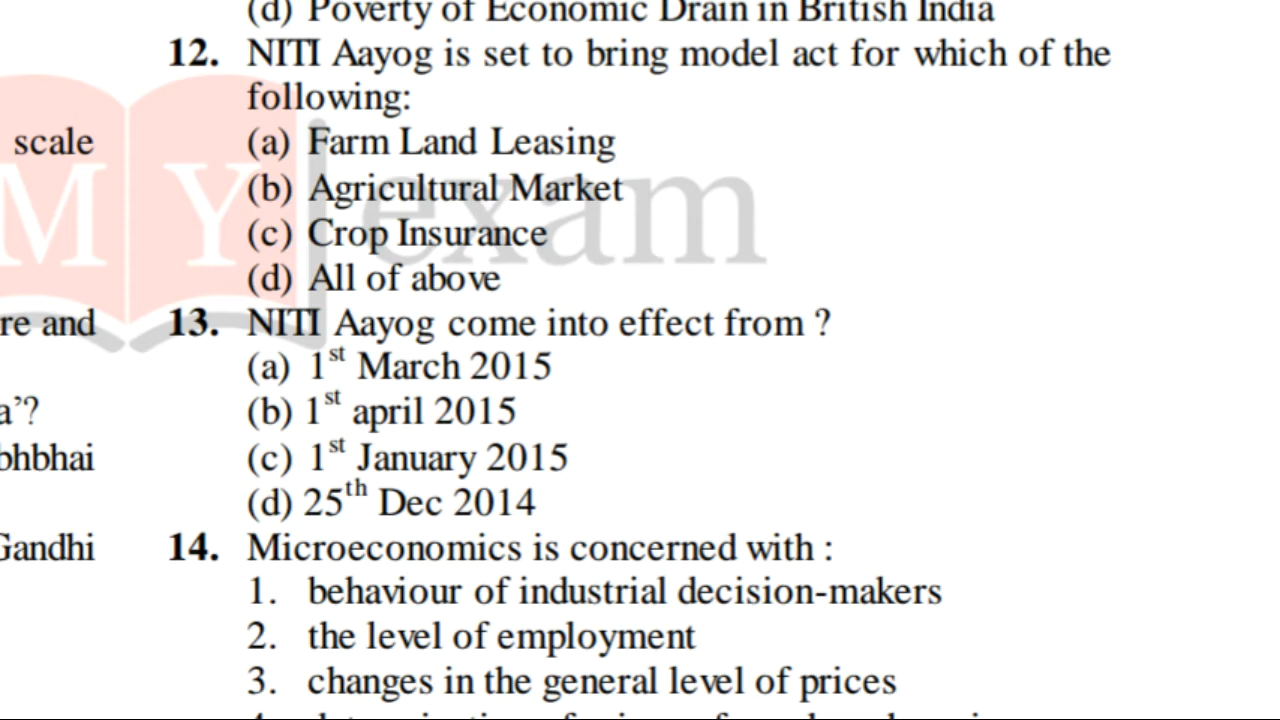 (d) Poverty of Economic Drain in British India
12. NITI Aayog is set to bring model act for which of the
following:
scale
(a) Farm Land Leasing
(b) Agricultural Market
(c) Crop Insurance
(d) All of above
MY exam
re and
13. NITI Aayog come into effect from ?
(a) 1st March 2015
a’?
(b) 1st april 2015
bhbhai
(c) 1st January 2015
(d) 25th Dec 2014
Gandhi
14. Microeconomics is concerned with :
1. behaviour of industrial decision-makers
2. the level of employment
3. changes in the general level of prices